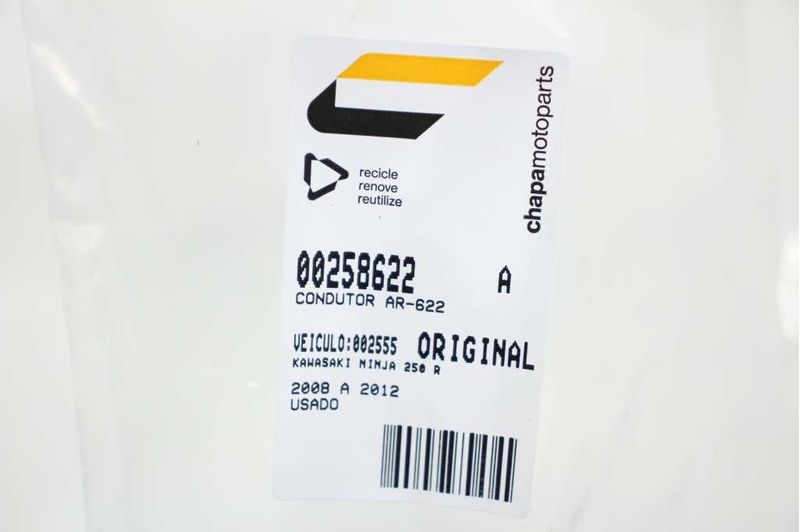 chapamotoparts
recicle
renove
reutilize
00258622 A
CONDUTOR AR-622
VEICULO:002555 ORIGINAL
KAWASAKI NINJA 250 R
2008 A 2012
USADO